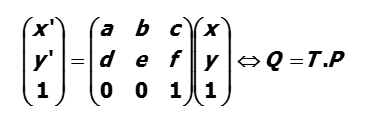 x' a b c x
y' = d e f y ⇔ Q = T.P
1 0 0 1 1